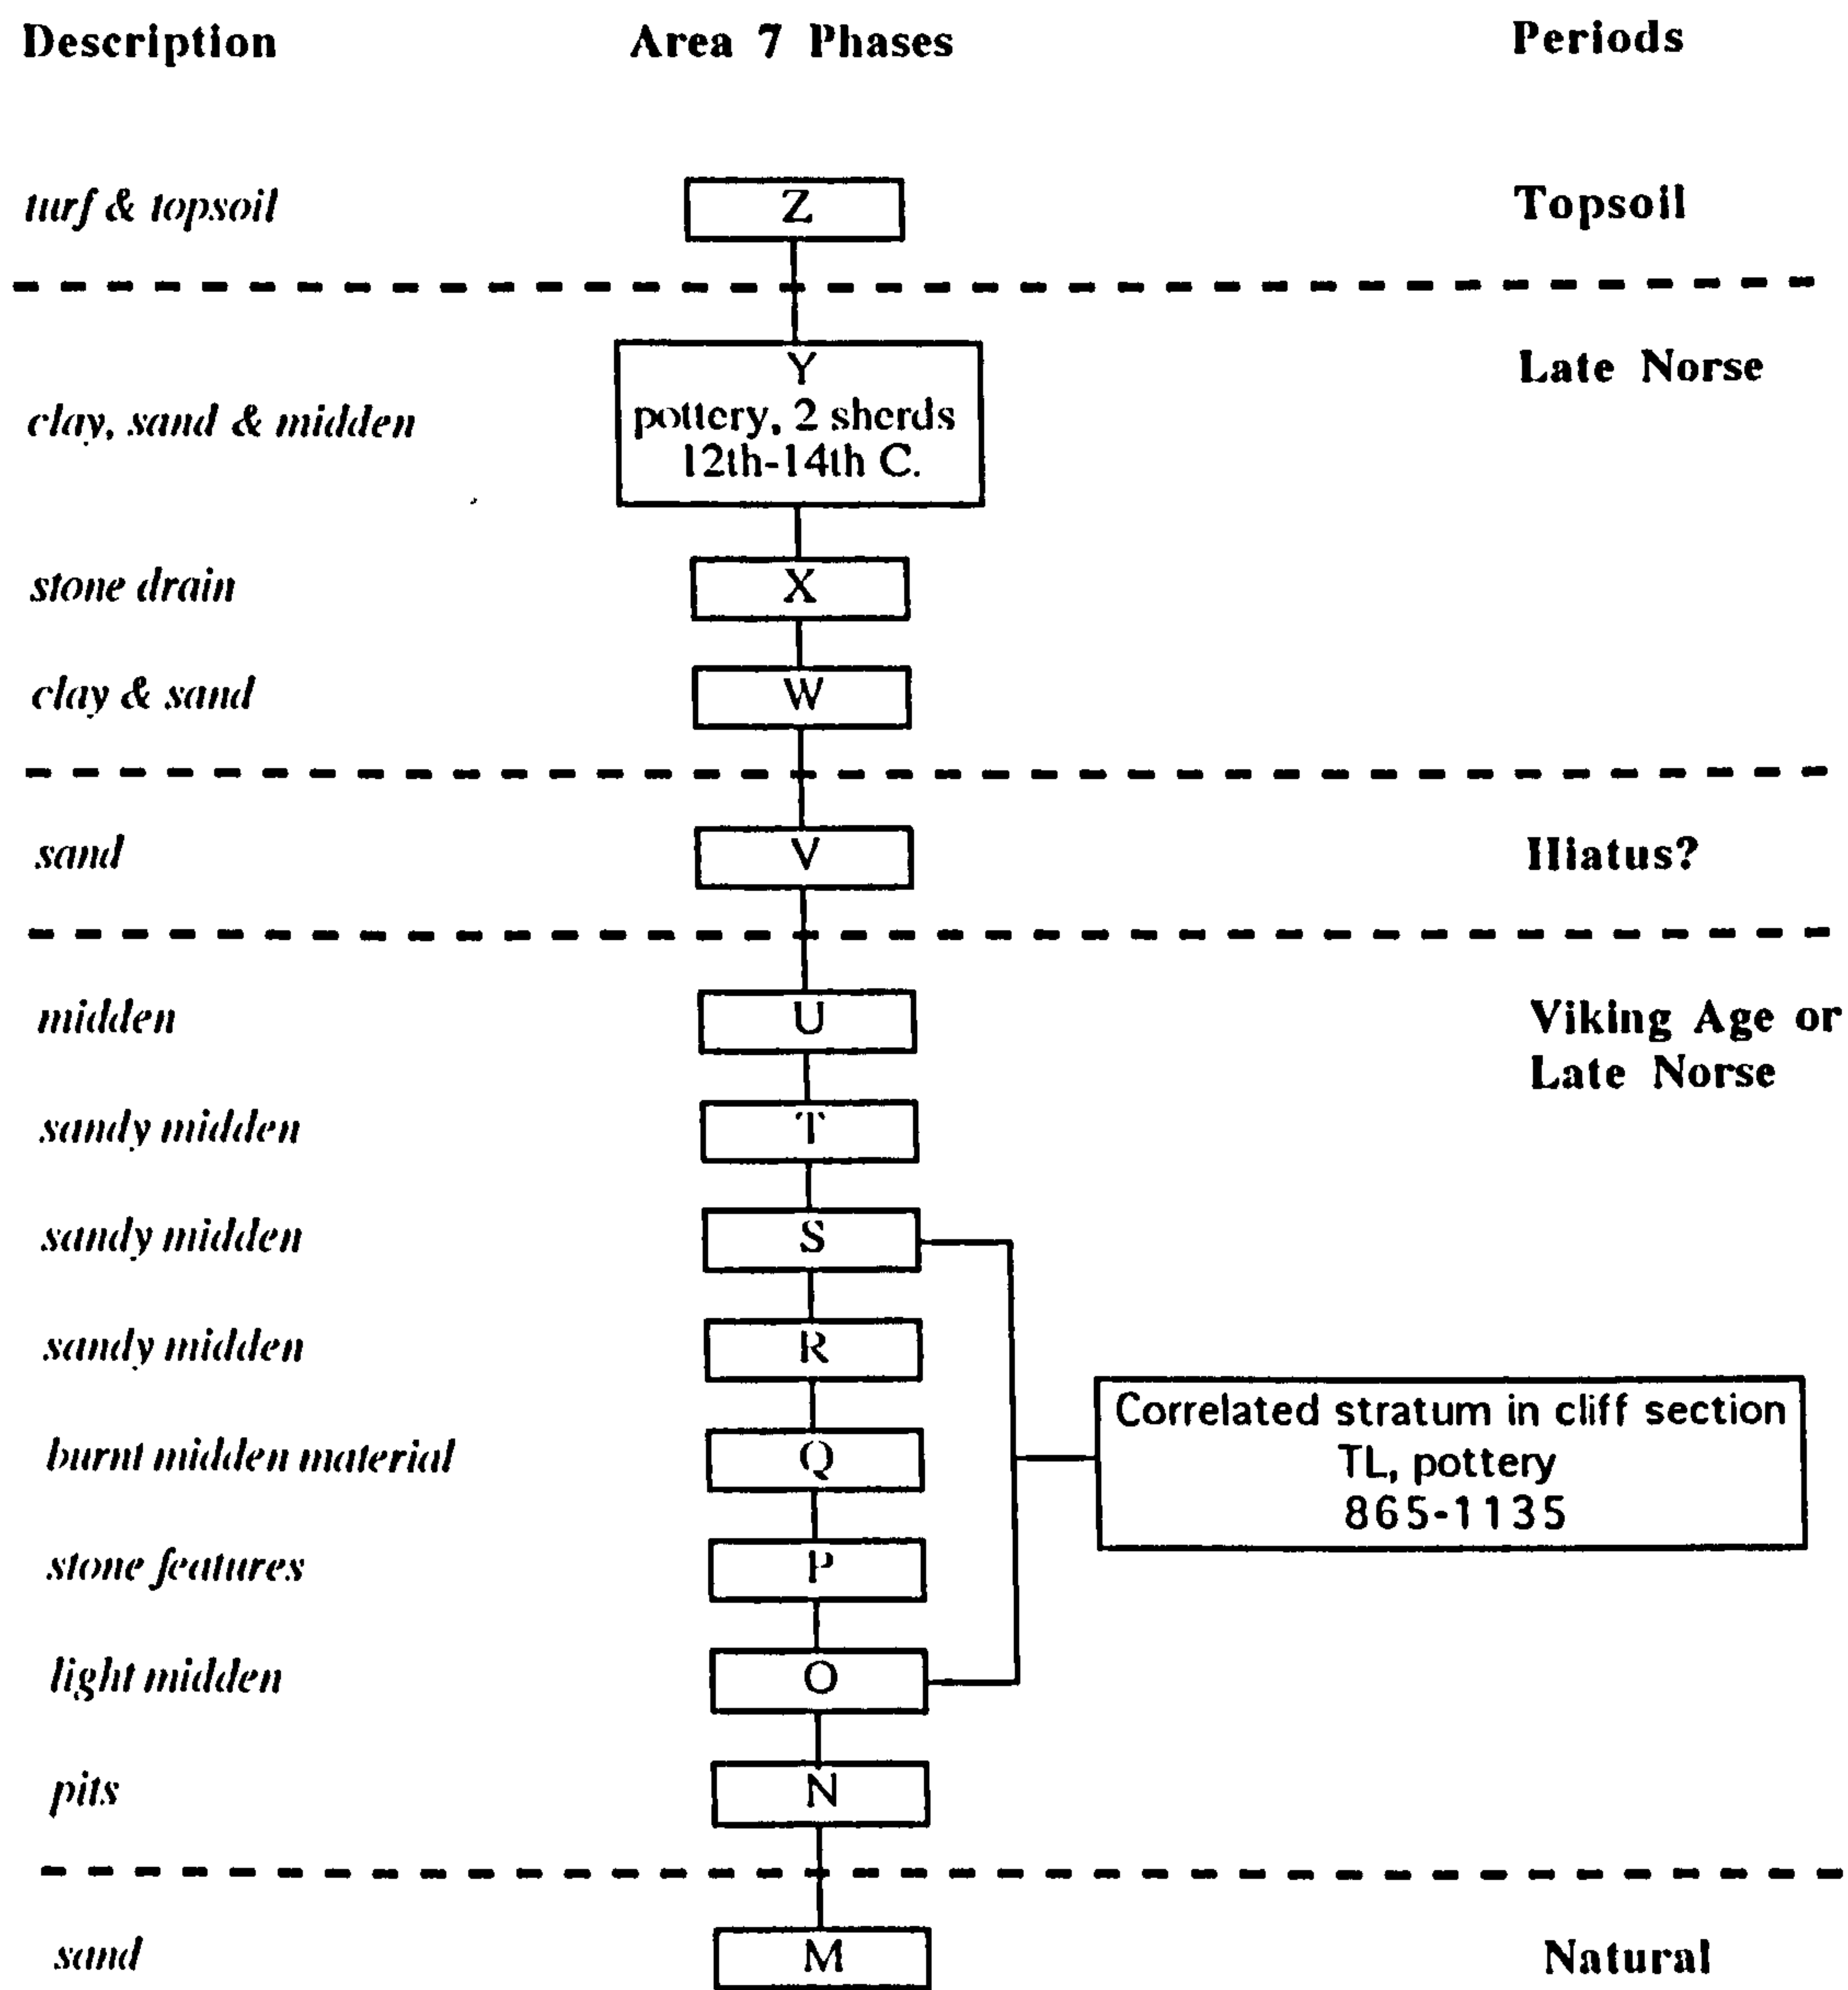 Description Area 7 Phases Periods
turf & topsoil Z Topsoil
Y Late Norse
clay, sand & midden pottery, 2 sherds
12th-14th C.
stone drain X
clay & sand W
sand V Hiatus?
midden U Viking Age or
Late Norse
sandy midden T
sandy midden S
sandy midden R
Correlated stratum in cliff section
burnt midden material Q TL, pottery
865-1135
stone features P
light midden O
pits N
sand M Natural